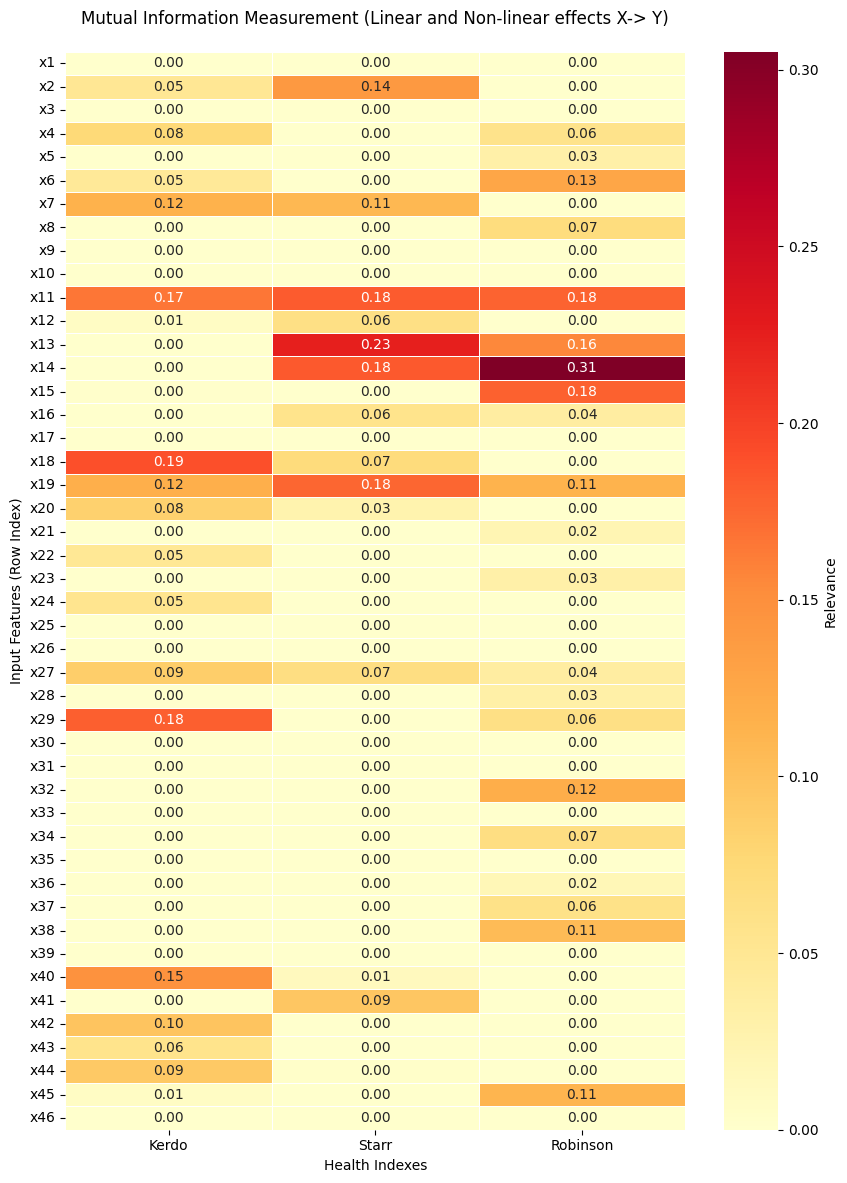 Mutual Information Measurement (Linear and Non-linear effects X-> Y)
x1 0.00 0.00 0.00 0.30
x2 0.05 0.14 0.00
x3 0.00 0.00 0.00
x4 0.08 0.00 0.06
x5 0.00 0.00 0.03
x6 0.05 0.00 0.13
x7 0.12 0.11 0.00
x8 0.00 0.00 0.07
x9 0.00 0.00 0.00 0.25
x10 0.00 0.00 0.00
x11 0.17 0.18 0.18
x12 0.01 0.06 0.00
x13 0.00 0.23 0.16
x14 0.00 0.18 0.31
x15 0.00 0.00 0.18
x16 0.00 0.06 0.04 0.20
x17 0.00 0.00 0.00
x18 0.19 0.07 0.00
x19 0.12 0.18 0.11
x20 0.08 0.03 0.00
x21 0.00 0.00 0.02
x22 0.05 0.00 0.00
x23 0.00 0.00 0.03
x24 0.05 0.00 0.00 0.15
Input Features (Row Index)
Relevance
x25 0.00 0.00 0.00
x26 0.00 0.00 0.00
x27 0.09 0.07 0.04
x28 0.00 0.00 0.03
x29 0.18 0.00 0.06
x30 0.00 0.00 0.00
x31 0.00 0.00 0.00 0.10
x32 0.00 0.00 0.12
x33 0.00 0.00 0.00
x34 0.00 0.00 0.07
x35 0.00 0.00 0.00
x36 0.00 0.00 0.02
x37 0.00 0.00 0.06
x38 0.00 0.00 0.11
x39 0.00 0.00 0.00 0.05
x40 0.15 0.01 0.00
x41 0.00 0.09 0.00
x42 0.10 0.00 0.00
x43 0.06 0.00 0.00
x44 0.09 0.00 0.00
x45 0.01 0.00 0.11
x46 0.00 0.00 0.00 0.00
Kerdo Starr Robinson
Health Indexes